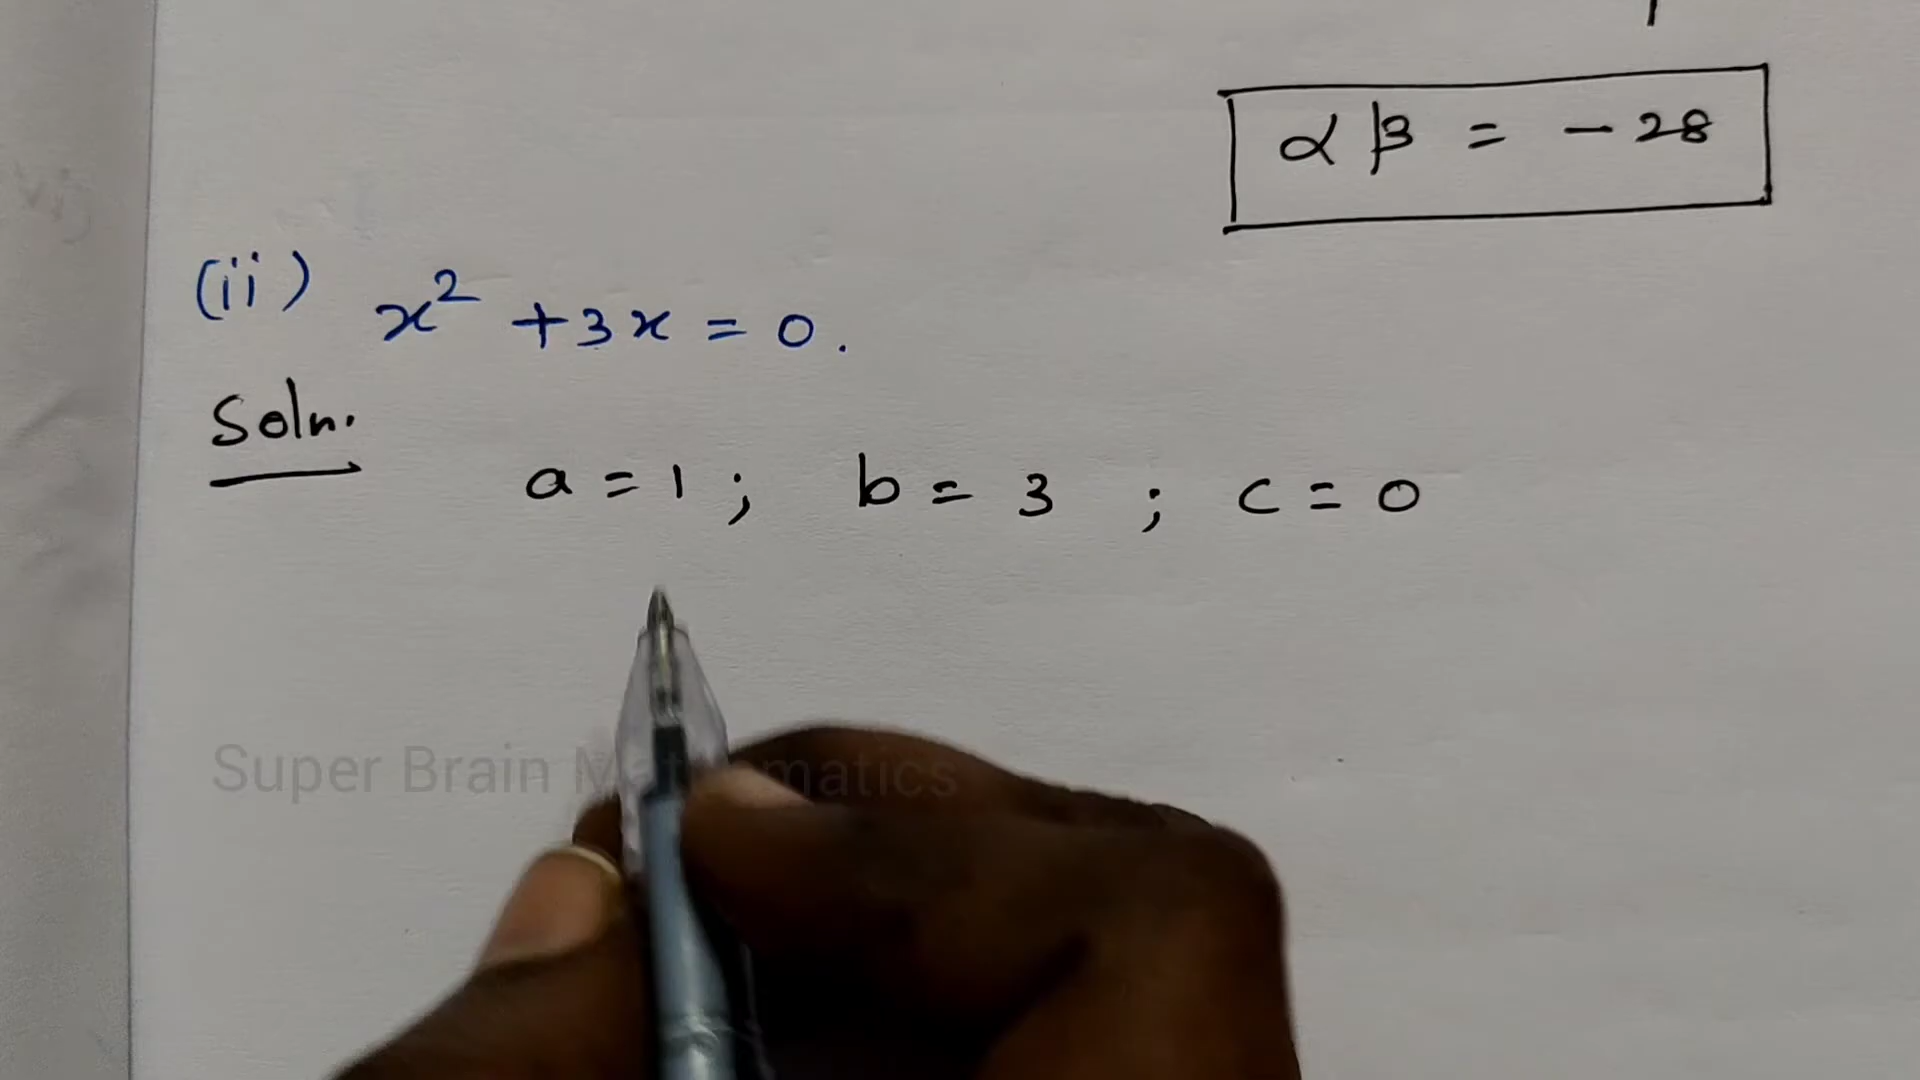 αβ = -28
(ii) x² + 3x = 0.
Soln.
a = 1 ; b = 3 ; c = 0
Super Brain Mathematics